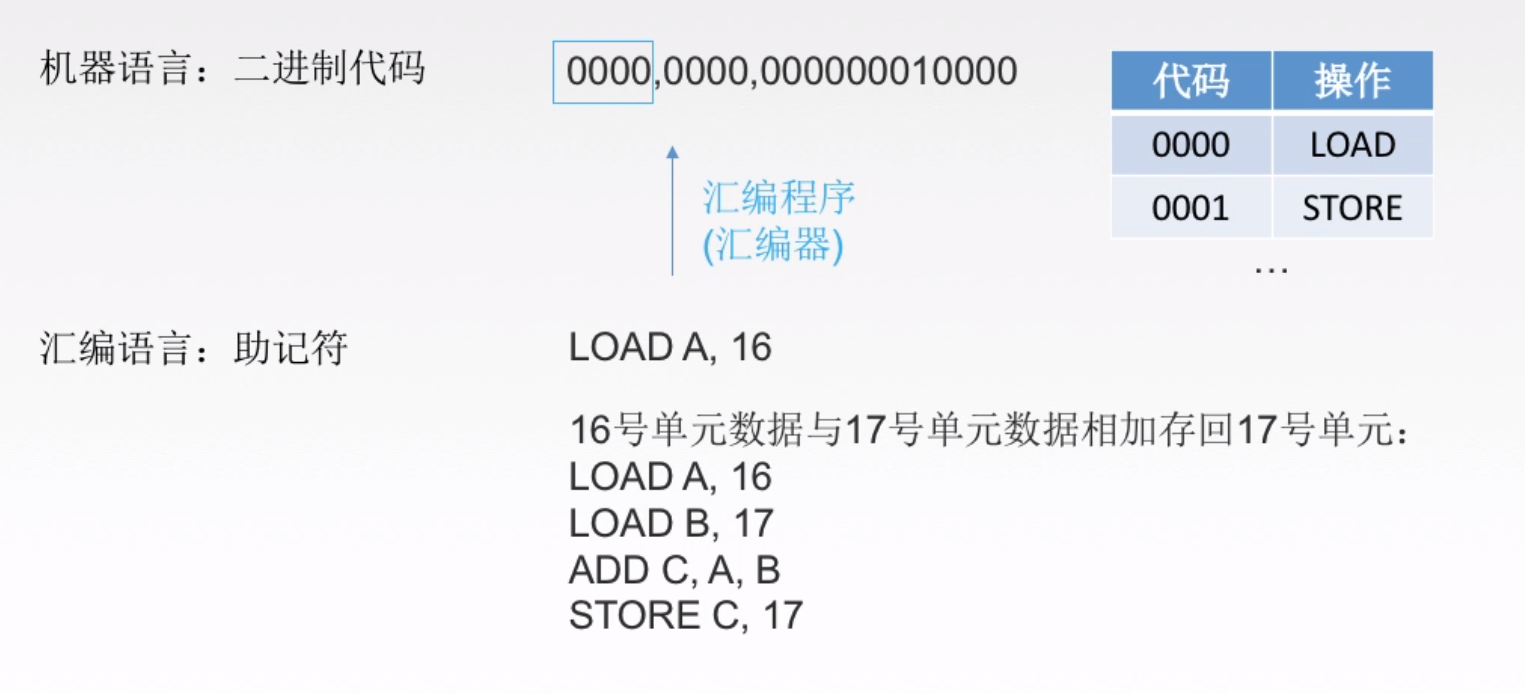 机器语言：二进制代码
0000,0000,000000010000
代码 操作
0000 LOAD
0001 STORE
...
汇编程序
(汇编器)
汇编语言：助记符
LOAD A, 16
16号单元数据与17号单元数据相加存回17号单元：
LOAD A, 16
LOAD B, 17
ADD C, A, B
STORE C, 17